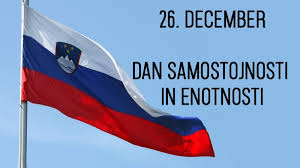 26. DECEMBER
DAN SAMOSTOJNOSTI
IN ENOTNOSTI